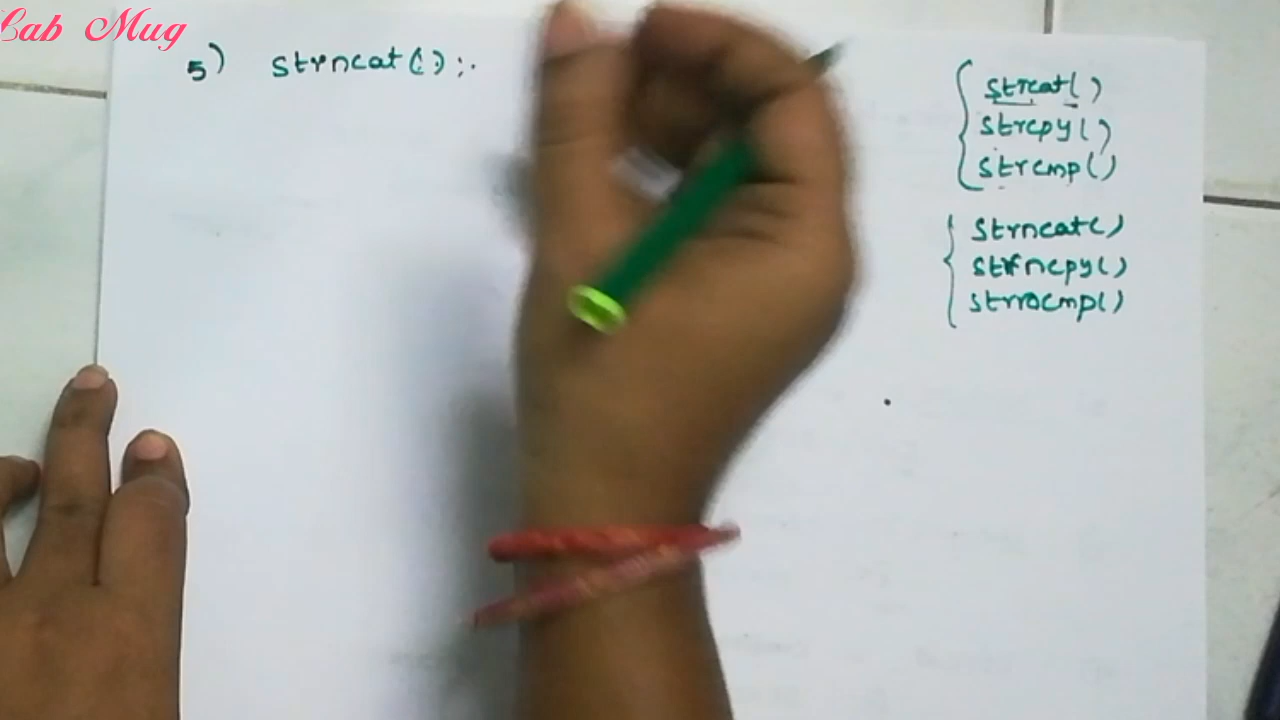 Lab Mug
5) strncat() :-
strcat()
strcpy()
strcmp()
strncat()
strncpy()
strncmp()